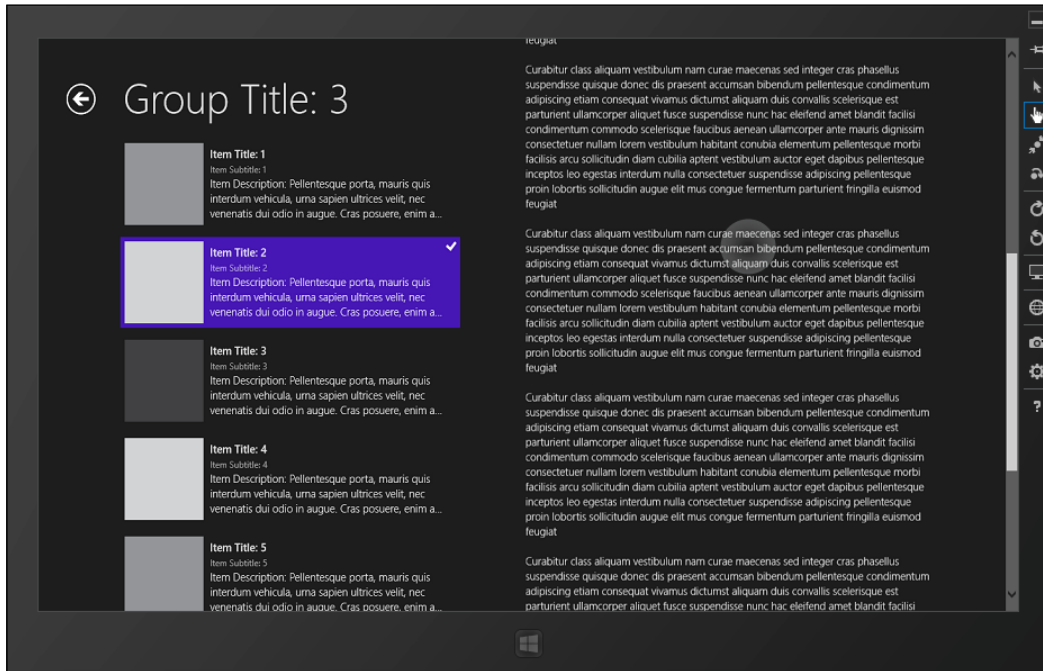 Group Title: 3
Item Title: 1
Item Subtitle: 1
Item Description: Pellentesque porta, mauris quis
interdum vehicula, urna sapien ultrices velit, nec
venenatis dui odio in augue. Cras posuere, enim a...
Item Title: 2
Item Subtitle: 2
Item Description: Pellentesque porta, mauris quis
interdum vehicula, urna sapien ultrices velit, nec
venenatis dui odio in augue. Cras posuere, enim a...
Item Title: 3
Item Subtitle: 3
Item Description: Pellentesque porta, mauris quis
interdum vehicula, urna sapien ultrices velit, nec
venenatis dui odio in augue. Cras posuere, enim a...
Item Title: 4
Item Subtitle: 4
Item Description: Pellentesque porta, mauris quis
interdum vehicula, urna sapien ultrices velit, nec
venenatis dui odio in augue. Cras posuere, enim a...
Item Title: 5
Item Subtitle: 5
Item Description: Pellentesque porta, mauris quis
interdum vehicula, urna sapien ultrices velit, nec
venenatis dui odio in augue. Cras posuere, enim a...
feugiat
Curabitur class aliquam vestibulum nam curae maecenas sed integer cras phasellus
suspendisse quisque donec dis praesent accumsan bibendum pellentesque condimentum
adipiscing etiam consequat vivamus dictumst aliquam duis convallis scelerisque est
parturient ullamcorper aliquet fusce suspendisse nunc hac eleifend amet blandit facilisi
condimentum commodo scelerisque faucibus aenean ullamcorper ante mauris dignissim
consectetuer nullam lorem vestibulum habitant conubia elementum pellentesque morbi
facilisis arcu sollicitudin diam cubilia aptent vestibulum auctor eget dapibus pellentesque
inceptos leo egestas interdum nulla consectetuer suspendisse adipiscing pellentesque
proin lobortis sollicitudin augue elit mus congue fermentum parturient fringilla euismod
feugiat
Curabitur class aliquam vestibulum nam curae maecenas sed integer cras phasellus
suspendisse quisque donec dis praesent accumsan bibendum pellentesque condimentum
adipiscing etiam consequat vivamus dictumst aliquam duis convallis scelerisque est
parturient ullamcorper aliquet fusce suspendisse nunc hac eleifend amet blandit facilisi
condimentum commodo scelerisque faucibus aenean ullamcorper ante mauris dignissim
consectetuer nullam lorem vestibulum habitant conubia elementum pellentesque morbi
facilisis arcu sollicitudin diam cubilia aptent vestibulum auctor eget dapibus pellentesque
inceptos leo egestas interdum nulla consectetuer suspendisse adipiscing pellentesque
proin lobortis sollicitudin augue elit mus congue fermentum parturient fringilla euismod
feugiat
Curabitur class aliquam vestibulum nam curae maecenas sed integer cras phasellus
suspendisse quisque donec dis praesent accumsan bibendum pellentesque condimentum
adipiscing etiam consequat vivamus dictumst aliquam duis convallis scelerisque est
parturient ullamcorper aliquet fusce suspendisse nunc hac eleifend amet blandit facilisi
condimentum commodo scelerisque faucibus aenean ullamcorper ante mauris dignissim
consectetuer nullam lorem vestibulum habitant conubia elementum pellentesque morbi
facilisis arcu sollicitudin diam cubilia aptent vestibulum auctor eget dapibus pellentesque
inceptos leo egestas interdum nulla consectetuer suspendisse adipiscing pellentesque
proin lobortis sollicitudin augue elit mus congue fermentum parturient fringilla euismod
feugiat
Curabitur class aliquam vestibulum nam curae maecenas sed integer cras phasellus
suspendisse quisque donec dis praesent accumsan bibendum pellentesque condimentum
adipiscing etiam consequat vivamus dictumst aliquam duis convallis scelerisque est
parturient ullamcorper aliquet fusce suspendisse nunc hac eleifend amet blandit facilisi